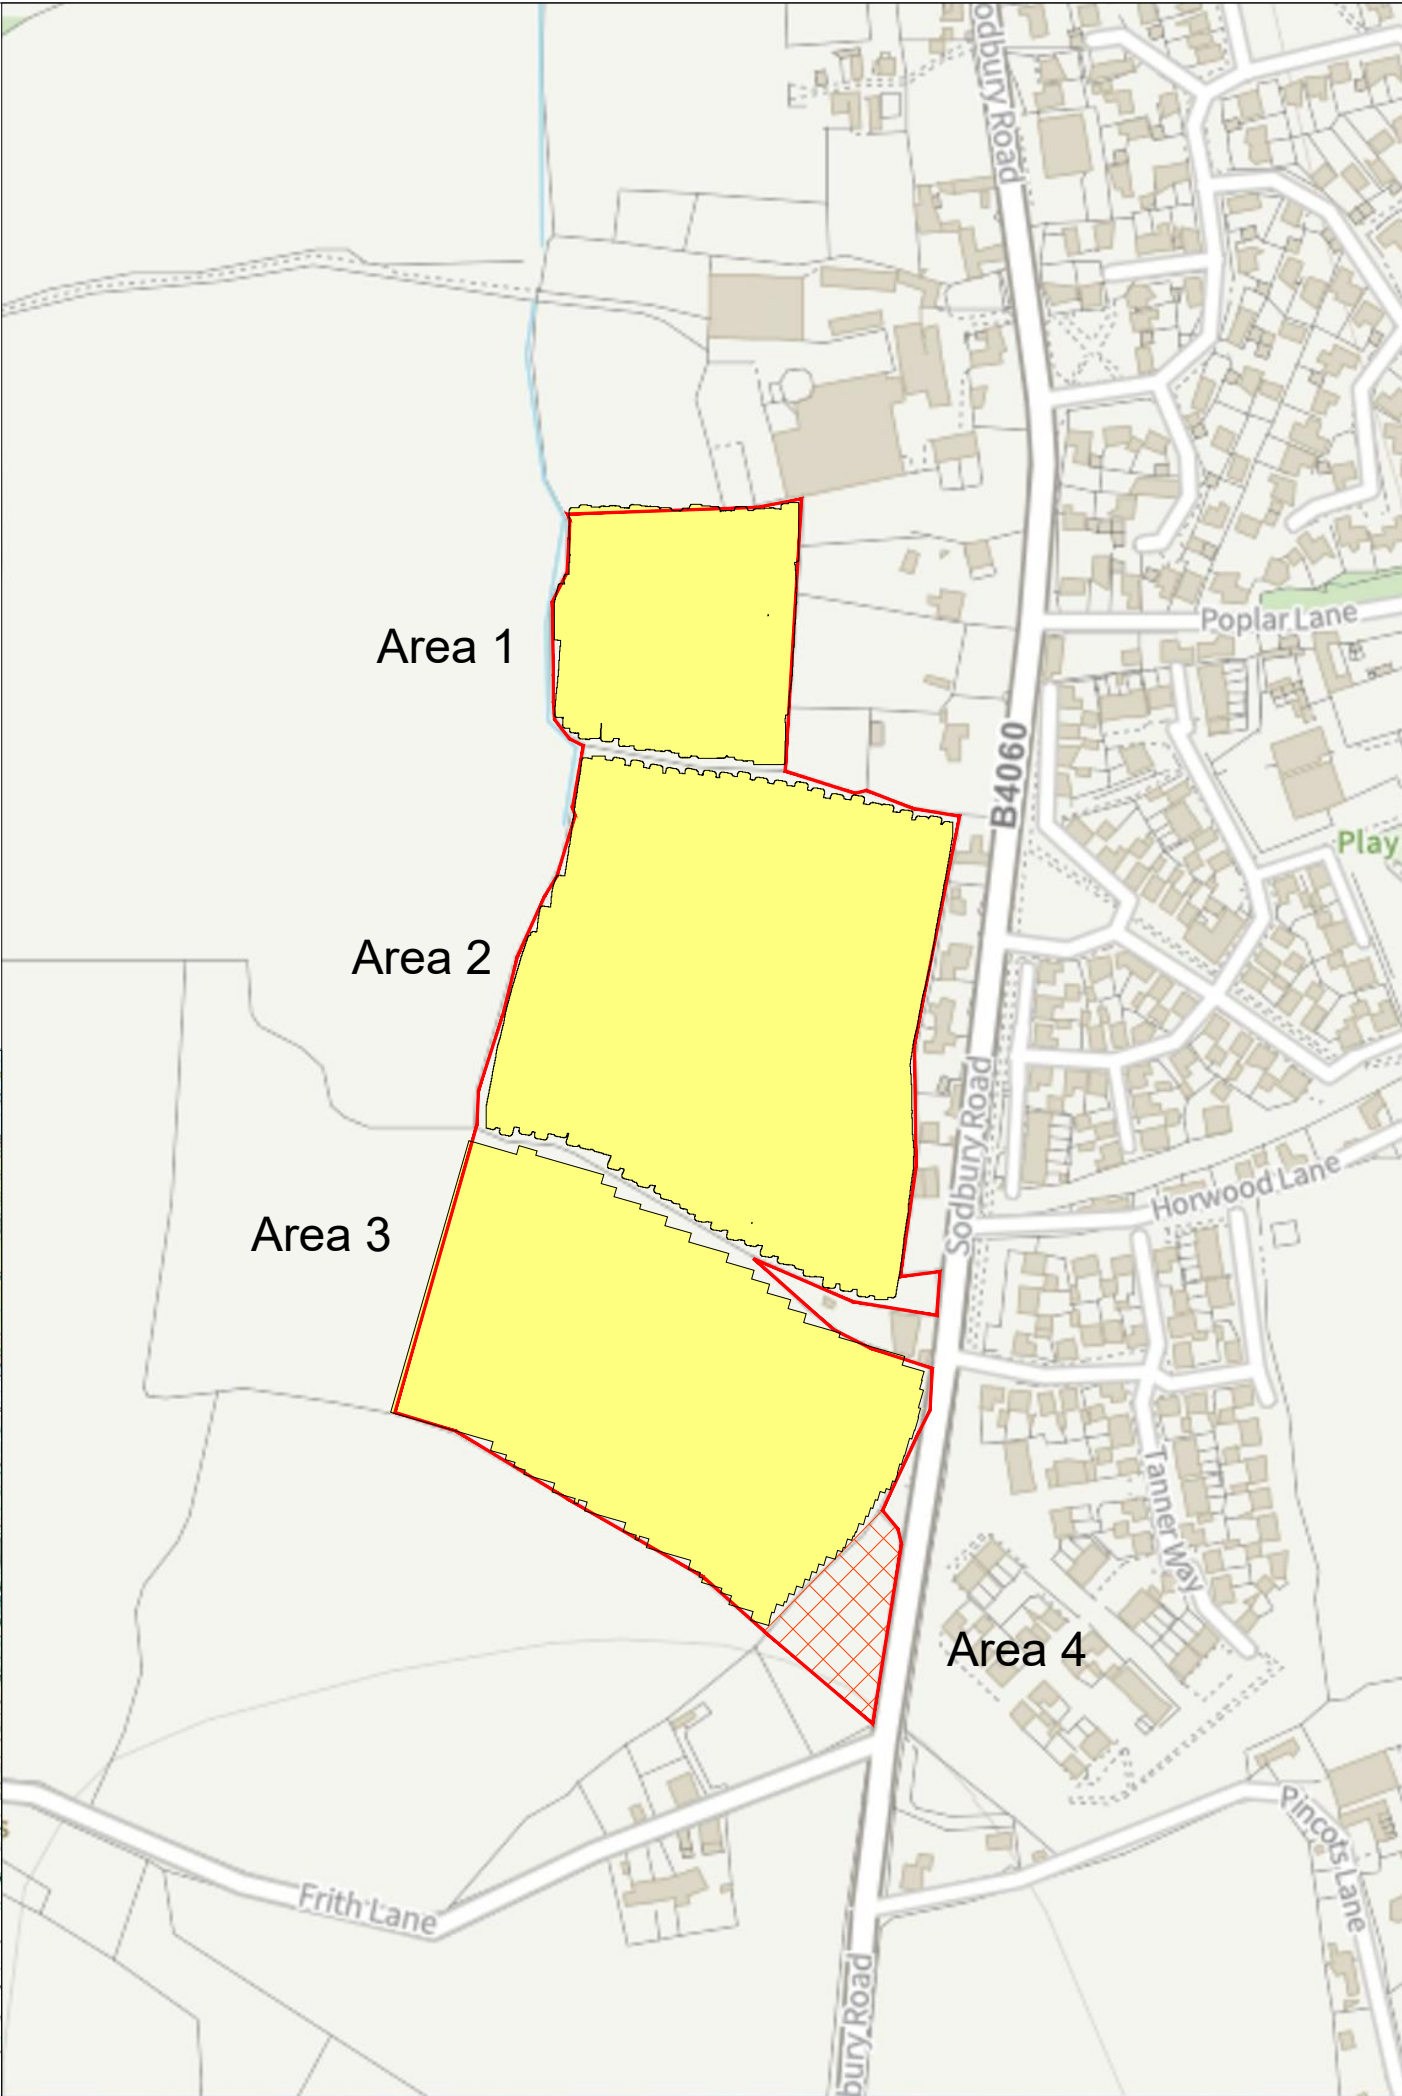 odbury Road
Poplar Lane
Area 1
B4060
Play
Area 2
Sodbury Road
Horwood Lane
Area 3
Tanner Way
Area 4
Pincots Lane
Frith Lane
bury Road
s